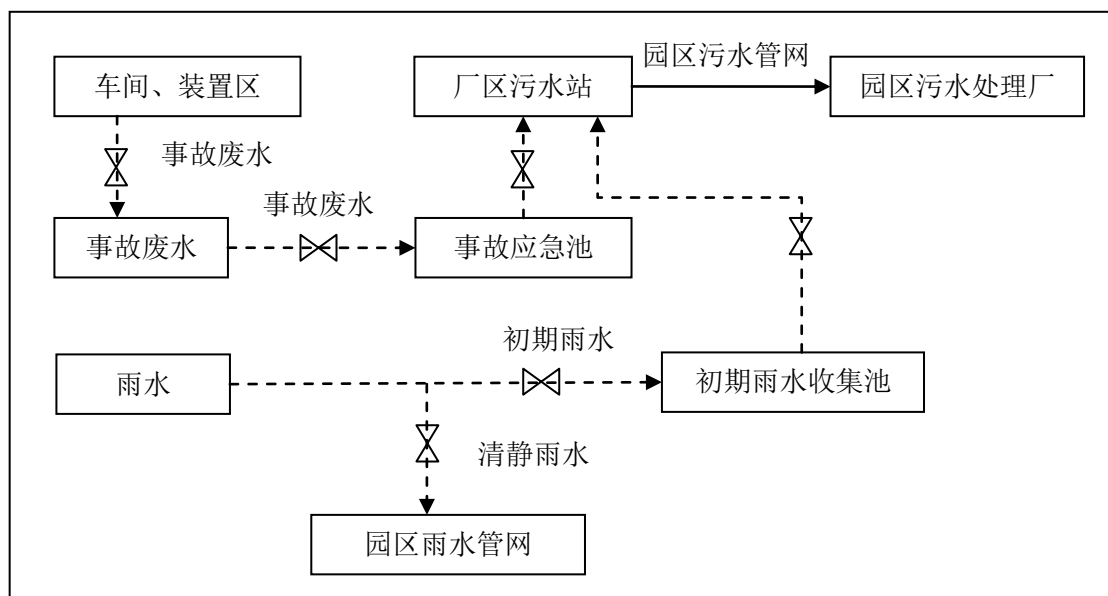 园区污水管网
车间、装置区
厂区污水站
园区污水处理厂
事故废水
事故废水
事故废水
事故应急池
初期雨水
雨水
初期雨水收集池
清静雨水
园区雨水管网